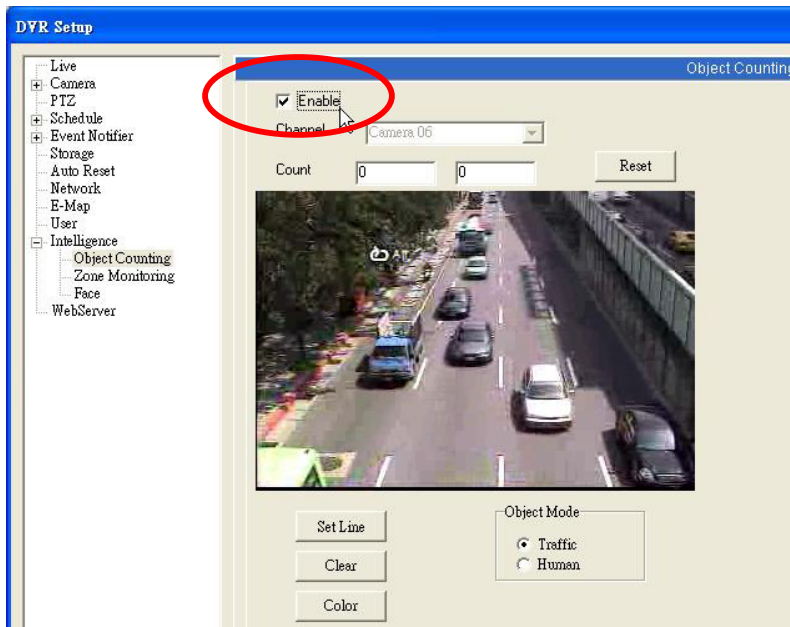 DVR Setup
Live
Camera
PTZ
Schedule
Event Notifier
Storage
Auto Reset
Network
E-Map
User
Intelligence
Object Counting
Zone Monitoring
Face
WebServer
Object Counting
Enable
Channel
Camera 06
Count
0
0
Reset
Set Line
Clear
Color
Object Mode
Traffic
Human